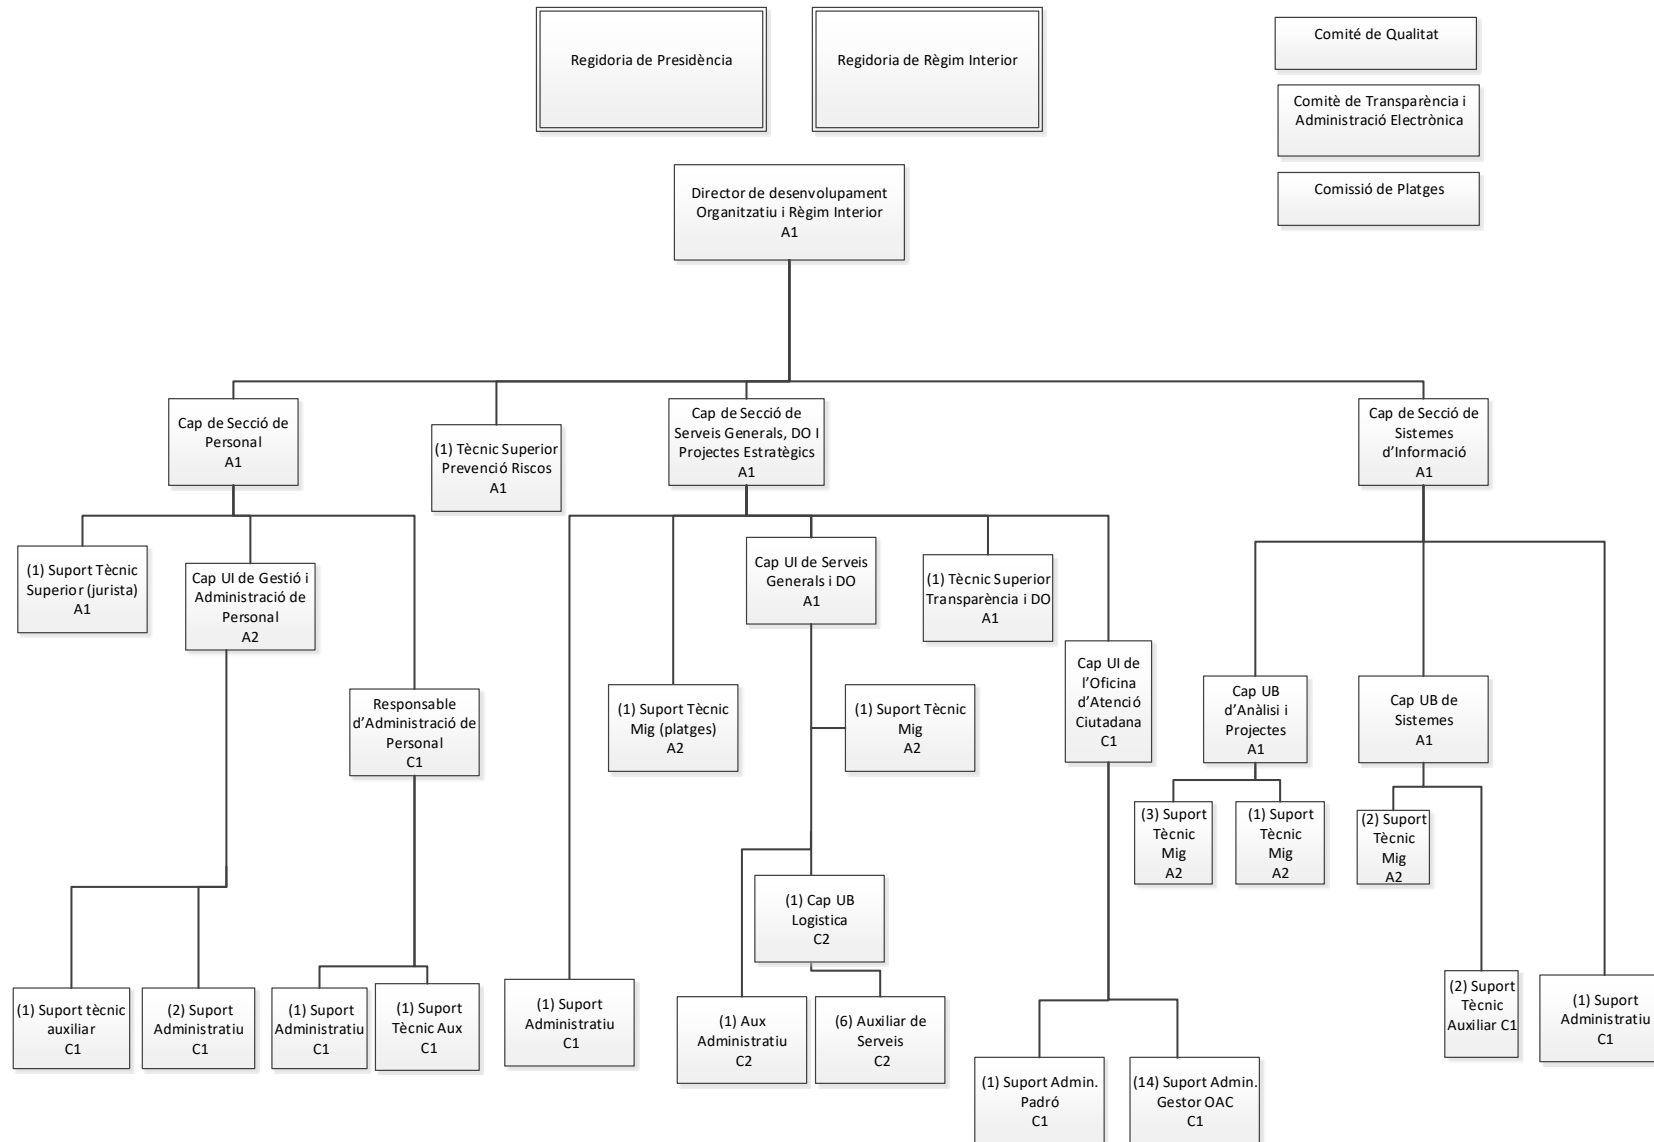 Regidoria de Presidència
Regidoria de Règim Interior
Comité de Qualitat
Comitè de Transparència i
Administració Electrònica
Comissió de Platges
Director de desenvolupament
Organitzatiu i Règim Interior
A1
Cap de Secció de
Personal
A1
(1) Tècnic Superior
Prevenció Riscos
A1
Cap de Secció de
Serveis Generals, DO I
Projectes Estratègics
A1
Cap de Secció de
Sistemes
d’Informació
A1
(1) Suport Tècnic
Superior (jurista)
A1
Cap UI de Gestió i
Administració de
Personal
A2
Responsable
d’Administració de
Personal
C1
(1) Suport Tècnic
Mig (platges)
A2
Cap UI de Serveis
Generals i DO
A1
(1) Suport Tècnic
Mig
A2
(1) Tècnic Superior
Transparència i DO
A1
Cap UI de
l’Oficina
d’Atenció
Ciutadana
C1
Cap UB
d’Anàlisi i
Projectes
A1
Cap UB de
Sistemes
A1
(3) Suport
Tècnic
Mig
A2
(1) Suport
Tècnic
Mig
A2
(2) Suport
Tècnic
Mig
A2
(1) Cap UB
Logistica
C2
(1) Suport tècnic
auxiliar
C1
(2) Suport
Administratiu
C1
(1) Suport
Administratiu
C1
(1) Suport
Tècnic Aux
C1
(1) Suport
Administratiu
C1
(1) Aux
Administratiu
C2
(6) Auxiliar de
Serveis
C2
(2) Suport
Tècnic
Auxiliar C1
(1) Suport
Administratiu
C1
(1) Suport Admin.
Padró
C1
(14) Suport Admin.
Gestor OAC
C1